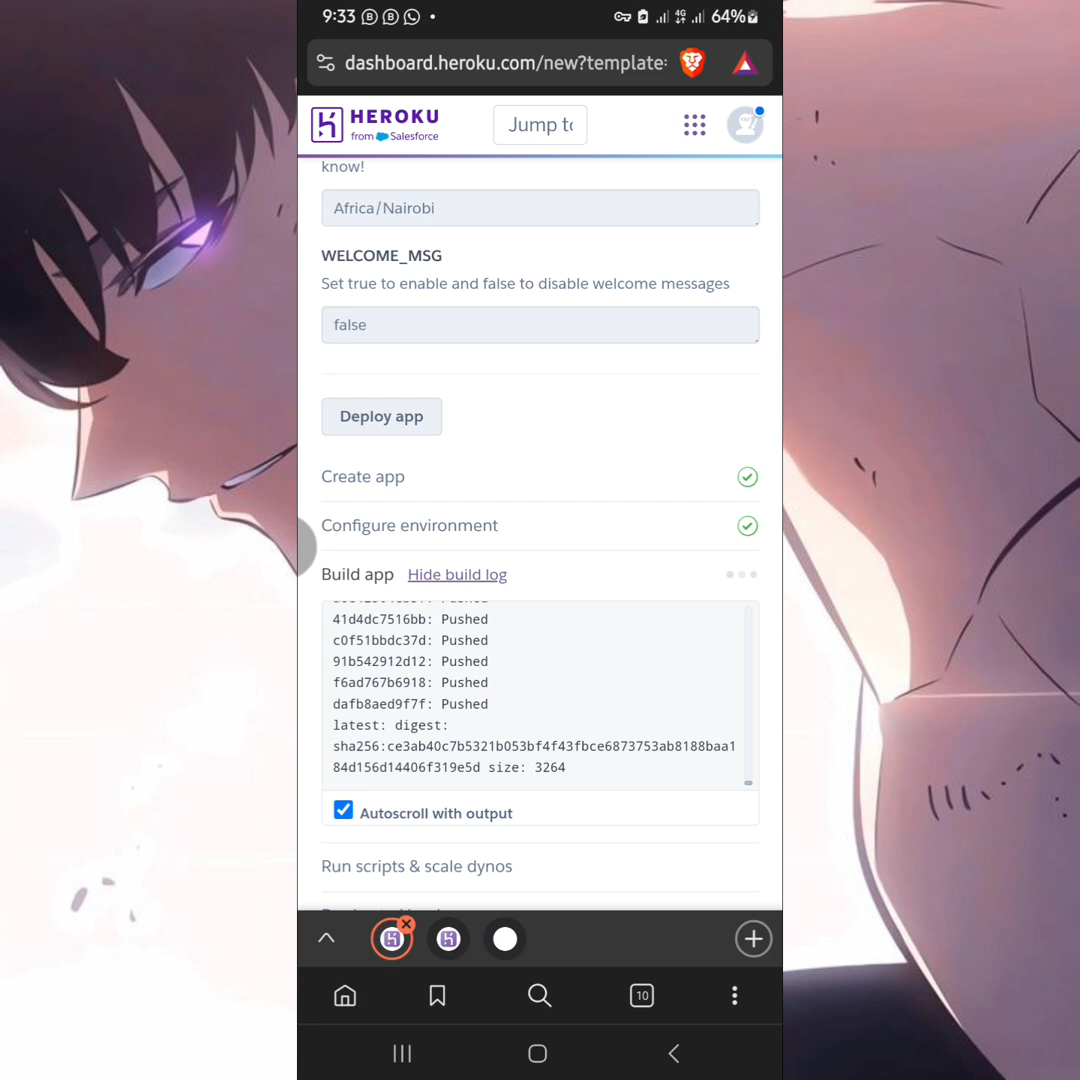 9:33
4G
64%
dashboard.heroku.com/new?template=
HEROKU
from Salesforce
Jump to
know!
Africa/Nairobi
WELCOME_MSG
Set true to enable and false to disable welcome messages
false
Deploy app
Create app
Configure environment
Build app Hide build log
41d4dc7516bb: Pushed
c0f51bbdc37d: Pushed
91b542912d12: Pushed
f6ad767b6918: Pushed
dafb8aed9f7f: Pushed
latest: digest:
sha256:ce3ab40c7b5321b053bf4f43fbce6873753ab8188baa1
84d156d14406f319e5d size: 3264
Autoscroll with output
Run scripts & scale dynos
10